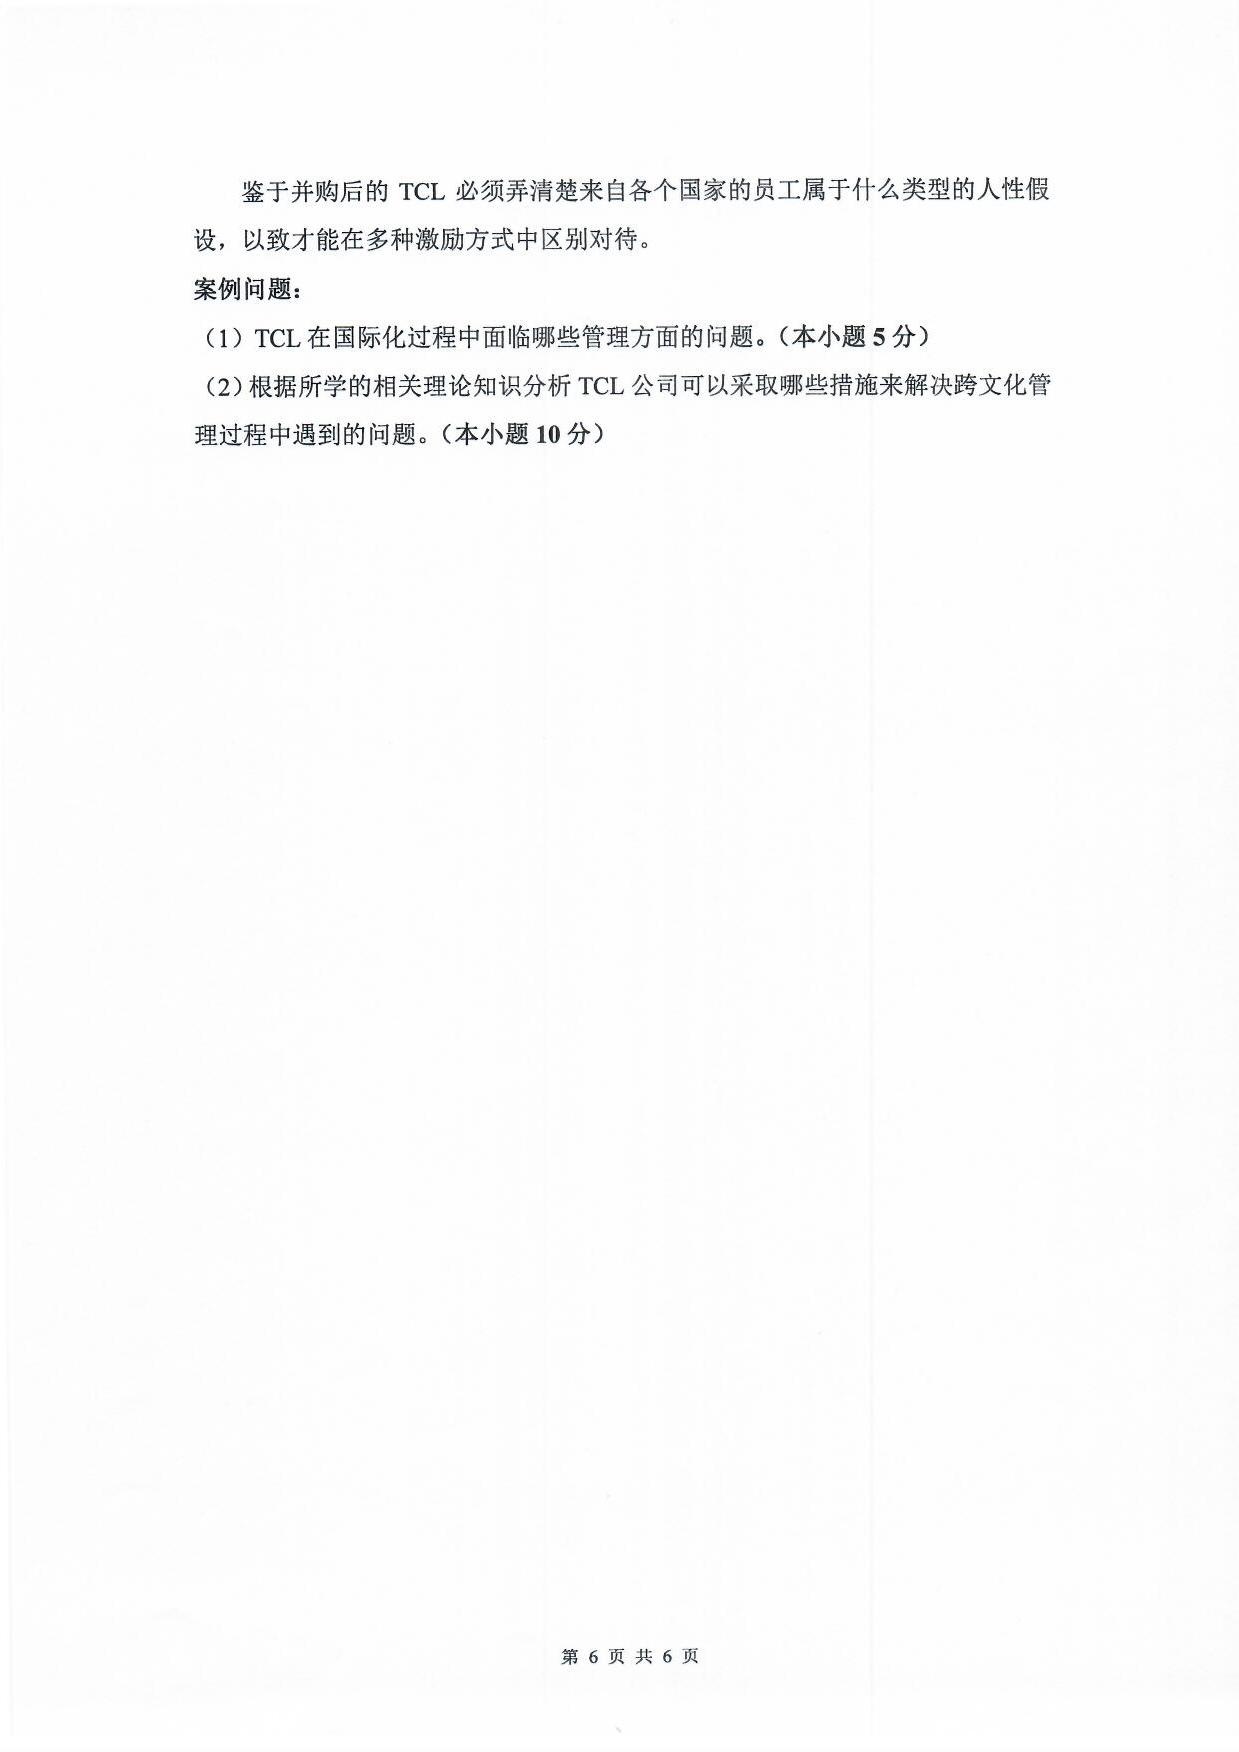 鉴于并购后的 TCL 必须弄清楚来自各个国家的员工属于什么类型的人性假
设，以致才能在多种激励方式中区别对待。
案例问题：
（1）TCL 在国际化过程中面临哪些管理方面的问题。（本小题 5 分）
（2）根据所学的相关理论知识分析 TCL 公司可以采取哪些措施来解决跨文化管
理过程中遇到的问题。（本小题 10 分）
第 6 页 共 6 页